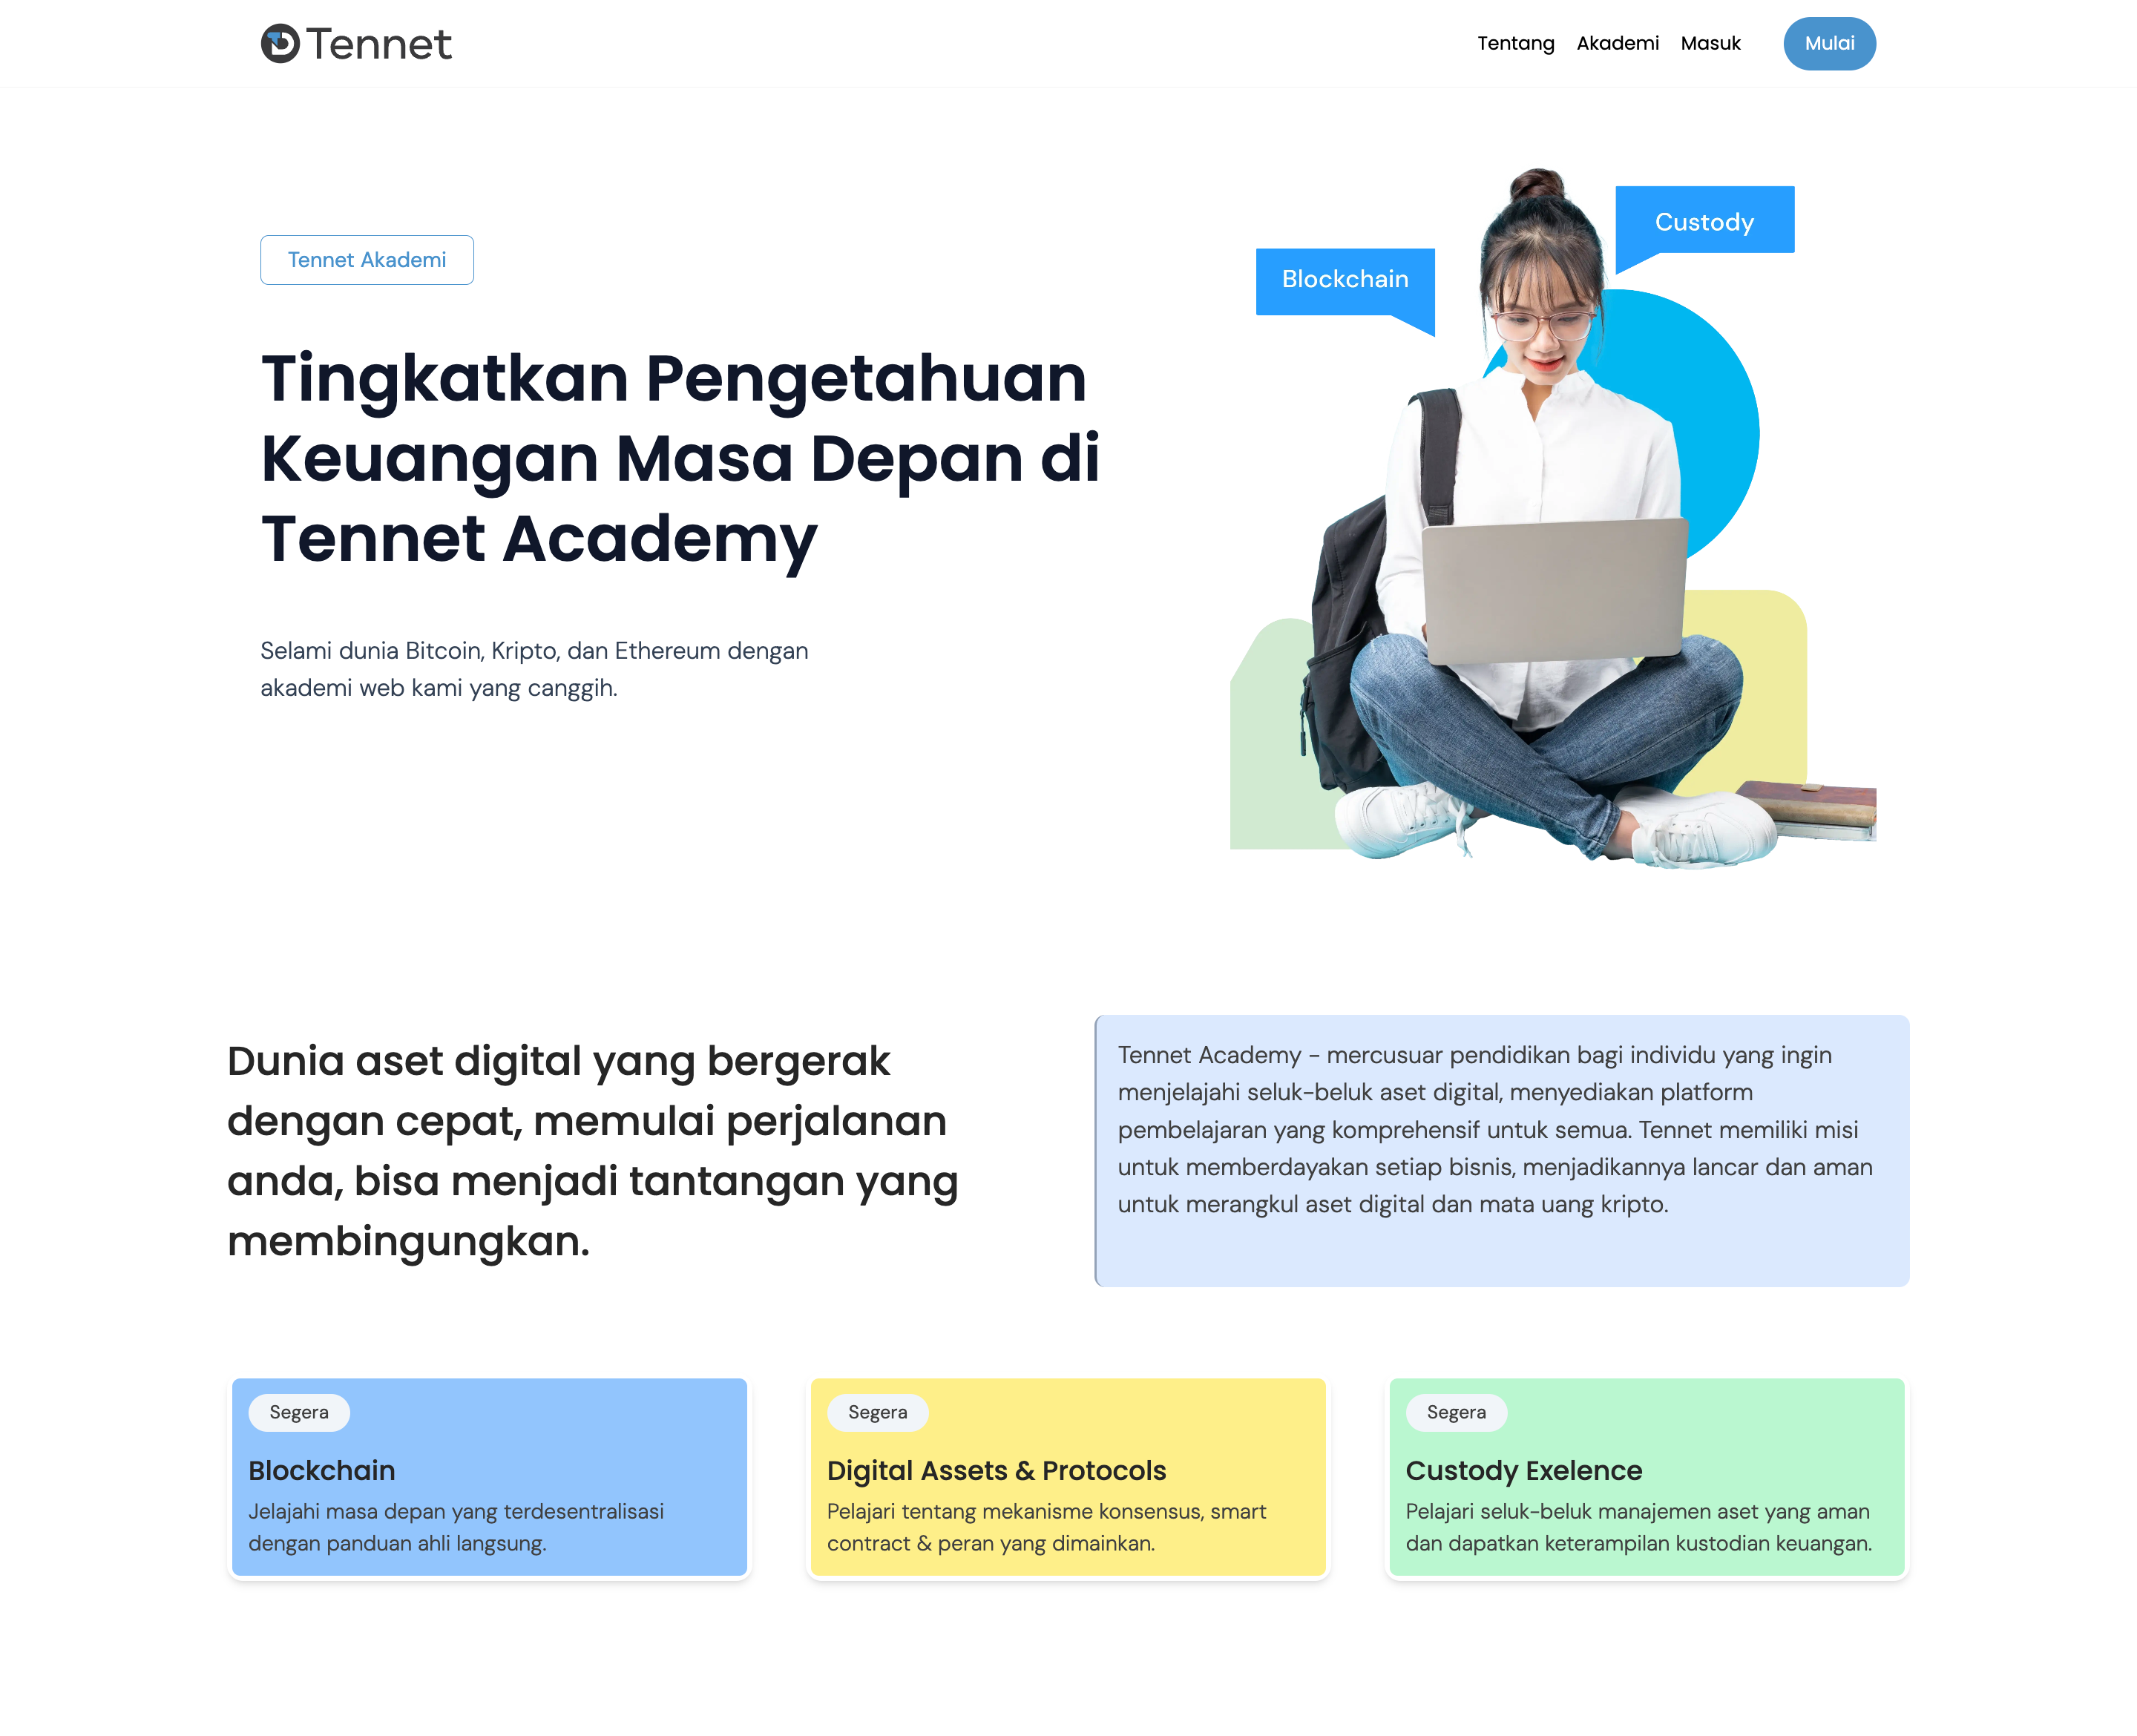 Tennet
Tentang
Akademi
Masuk
Mulai
Tennet Akademi
Tingkatkan Pengetahuan
Keuangan Masa Depan di
Tennet Academy
Selami dunia Bitcoin, Kripto, dan Ethereum dengan
akademi web kami yang canggih.
Blockchain
Custody
Dunia aset digital yang bergerak
dengan cepat, memulai perjalanan
anda, bisa menjadi tantangan yang
membingungkan.
Tennet Academy - mercusuar pendidikan bagi individu yang ingin
menjelajahi seluk-beluk aset digital, menyediakan platform
pembelajaran yang komprehensif untuk semua. Tennet memiliki misi
untuk memberdayakan setiap bisnis, menjadikannya lancar dan aman
untuk merangkul aset digital dan mata uang kripto.
Segera
Blockchain
Jelajahi masa depan yang terdesentralisasi
dengan panduan ahli langsung.
Segera
Digital Assets & Protocols
Pelajari tentang mekanisme konsensus, smart
contract & peran yang dimainkan.
Segera
Custody Exelence
Pelajari seluk-beluk manajemen aset yang aman
dan dapatkan keterampilan kustodian keuangan.